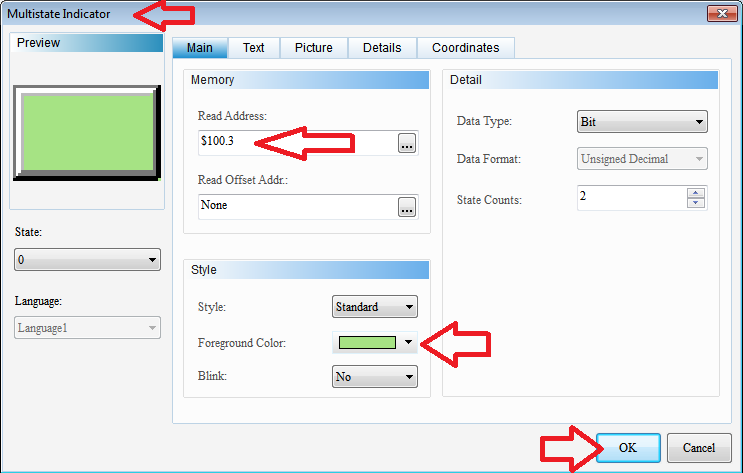 Multistate Indicator
Preview
Main Text Picture Details Coordinates
Memory
Read Address:
$100.3
...
Read Offset Addr.:
None
...
Detail
Data Type: Bit
Data Format: Unsigned Decimal
State Counts: 2
State:
0
Language:
Language1
Style
Style: Standard
Foreground Color:
Blink: No
OK Cancel